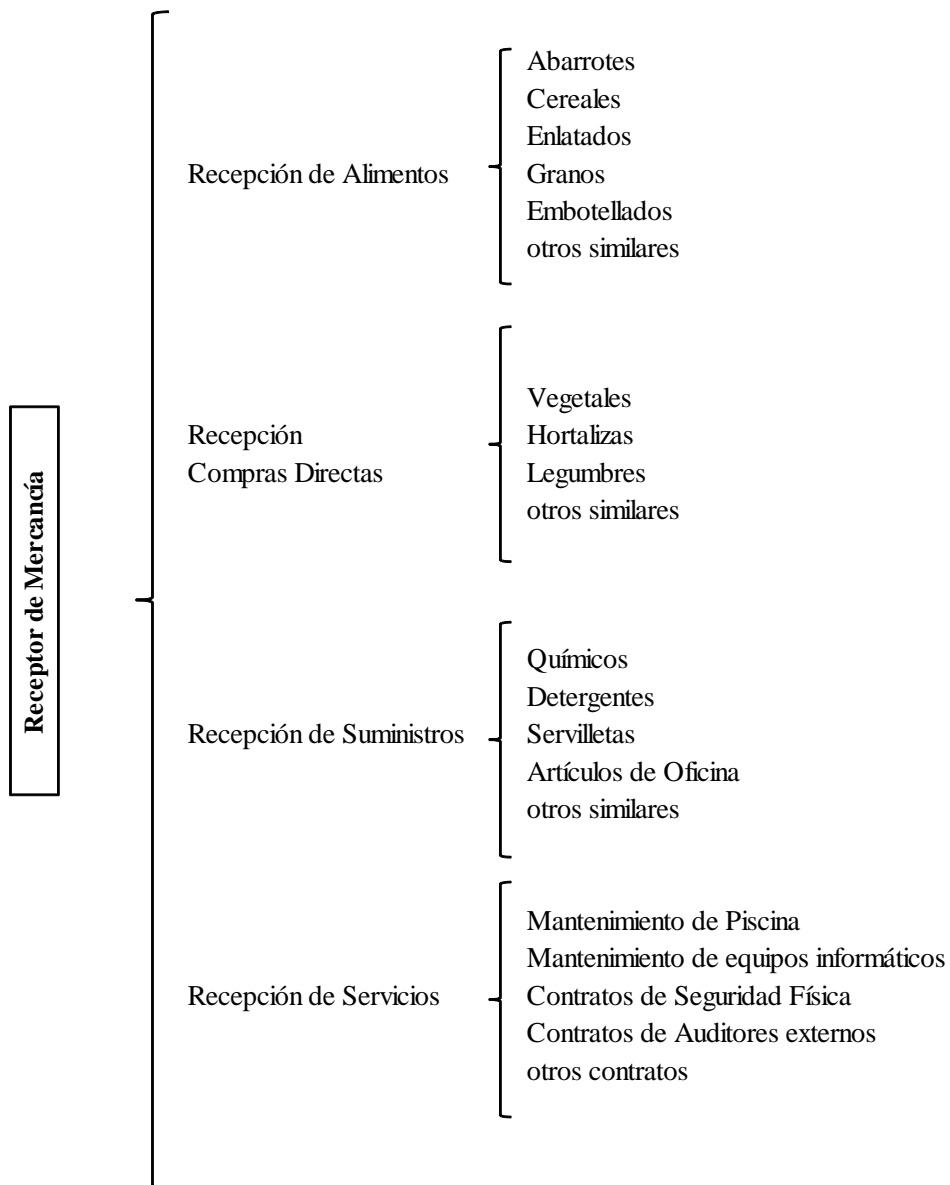 Receptor de Mercancía
Recepción de Alimentos
Abarrotes
Cereales
Enlatados
Granos
Embotellados
otros similares
Recepción
Compras Directas
Vegetales
Hortalizas
Legumbres
otros similares
Recepción de Suministros
Químicos
Detergentes
Servilletas
Artículos de Oficina
otros similares
Recepción de Servicios
Mantenimiento de Piscina
Mantenimiento de equipos informáticos
Contratos de Seguridad Física
Contratos de Auditores externos
otros contratos